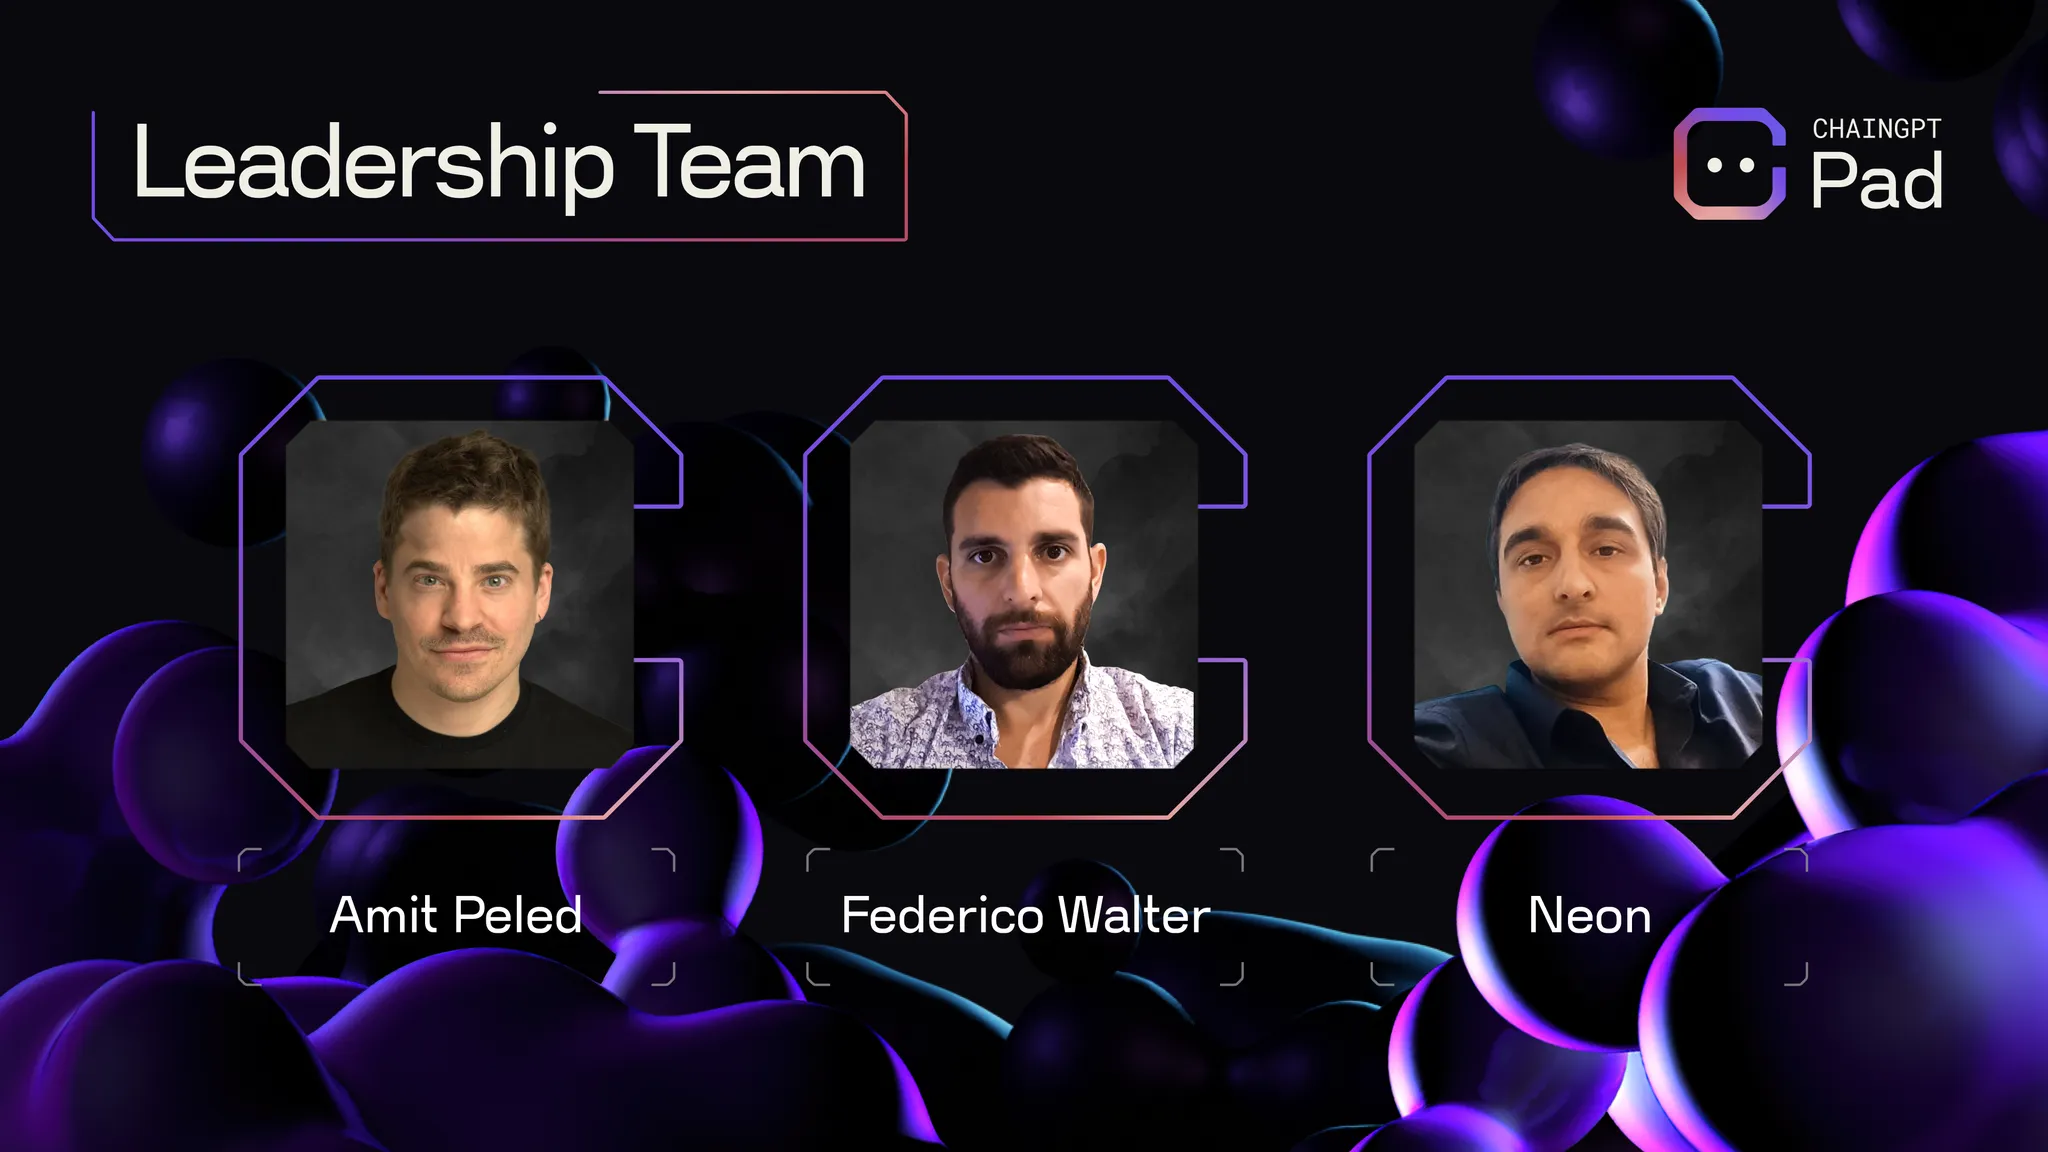 Leadership Team
CHAINGPT
Pad
Amit Peled
Federico Walter
Neon